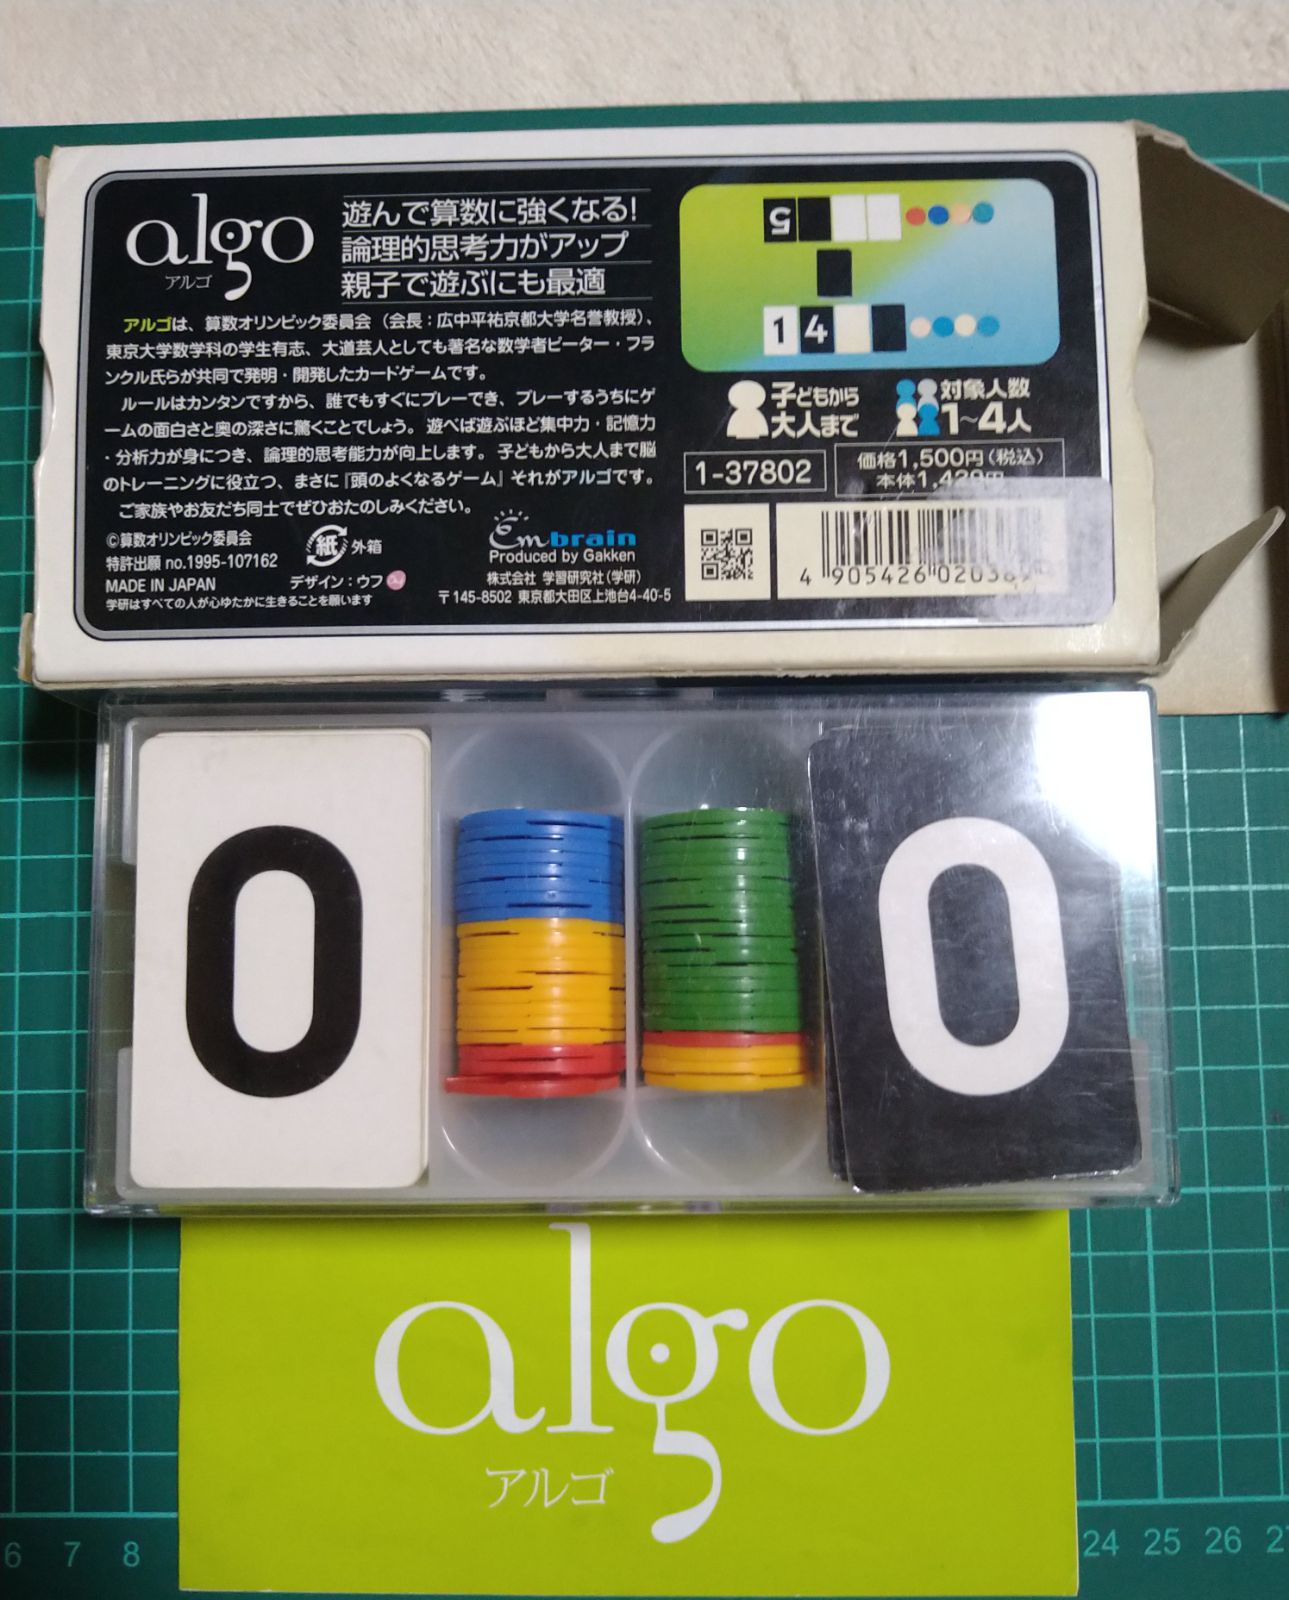 algo
アルゴ
遊んで算数に強くなる!
論理的思考力がアップ
親子で遊ぶにも最適
アルゴは、算数オリンピック委員会(会長:広中平祐京都大学名誉教授)、
東京大学数学科の学生有志、大道芸人としても著名な数学者ピーター・フラ
ンクル氏らが共同で発明・開発したカードゲームです。
ルールはカンタンですから、誰でもすぐにプレーでき、プレーするうちにゲ
ームの面白さと奥の深さに驚くことでしょう。遊べば遊ぶほど集中力・記憶力
・分析力が身につき、論理的思考能力が向上します。子どもから大人まで脳
のトレーニングに役立つ、まさに『頭のよくなるゲーム』それがアルゴです。
ご家族やお友だち同士でぜひおたのしみください。
©算数オリンピック委員会
特許出願 no.1995-107162
MADE IN JAPAN
学研はすべての人が心ゆたかに生きることを願います
紙 外箱
デザイン:ウフ
Em brain
Produced by Gakken
株式会社 学習研究社(学研)
〒145-8502 東京都大田区上池台4-40-5
5
1 4
子どもから
大人まで
対象人数
1~4人
1-37802
価格1,500円(税込)
本体1,429円
4 905426 020389
0
0
algo
アルゴ
6 7 8
24 25 26